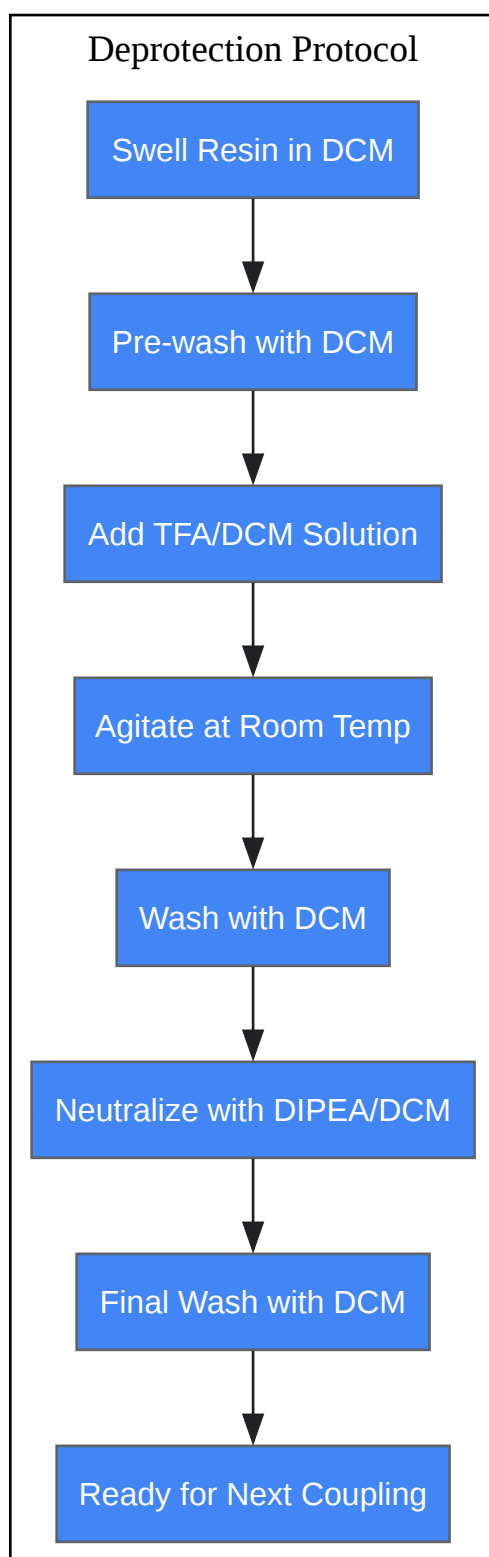 Deprotection Protocol
Swell Resin in DCM
Pre-wash with DCM
Add TFA/DCM Solution
Agitate at Room Temp
Wash with DCM
Neutralize with DIPEA/DCM
Final Wash with DCM
Ready for Next Coupling